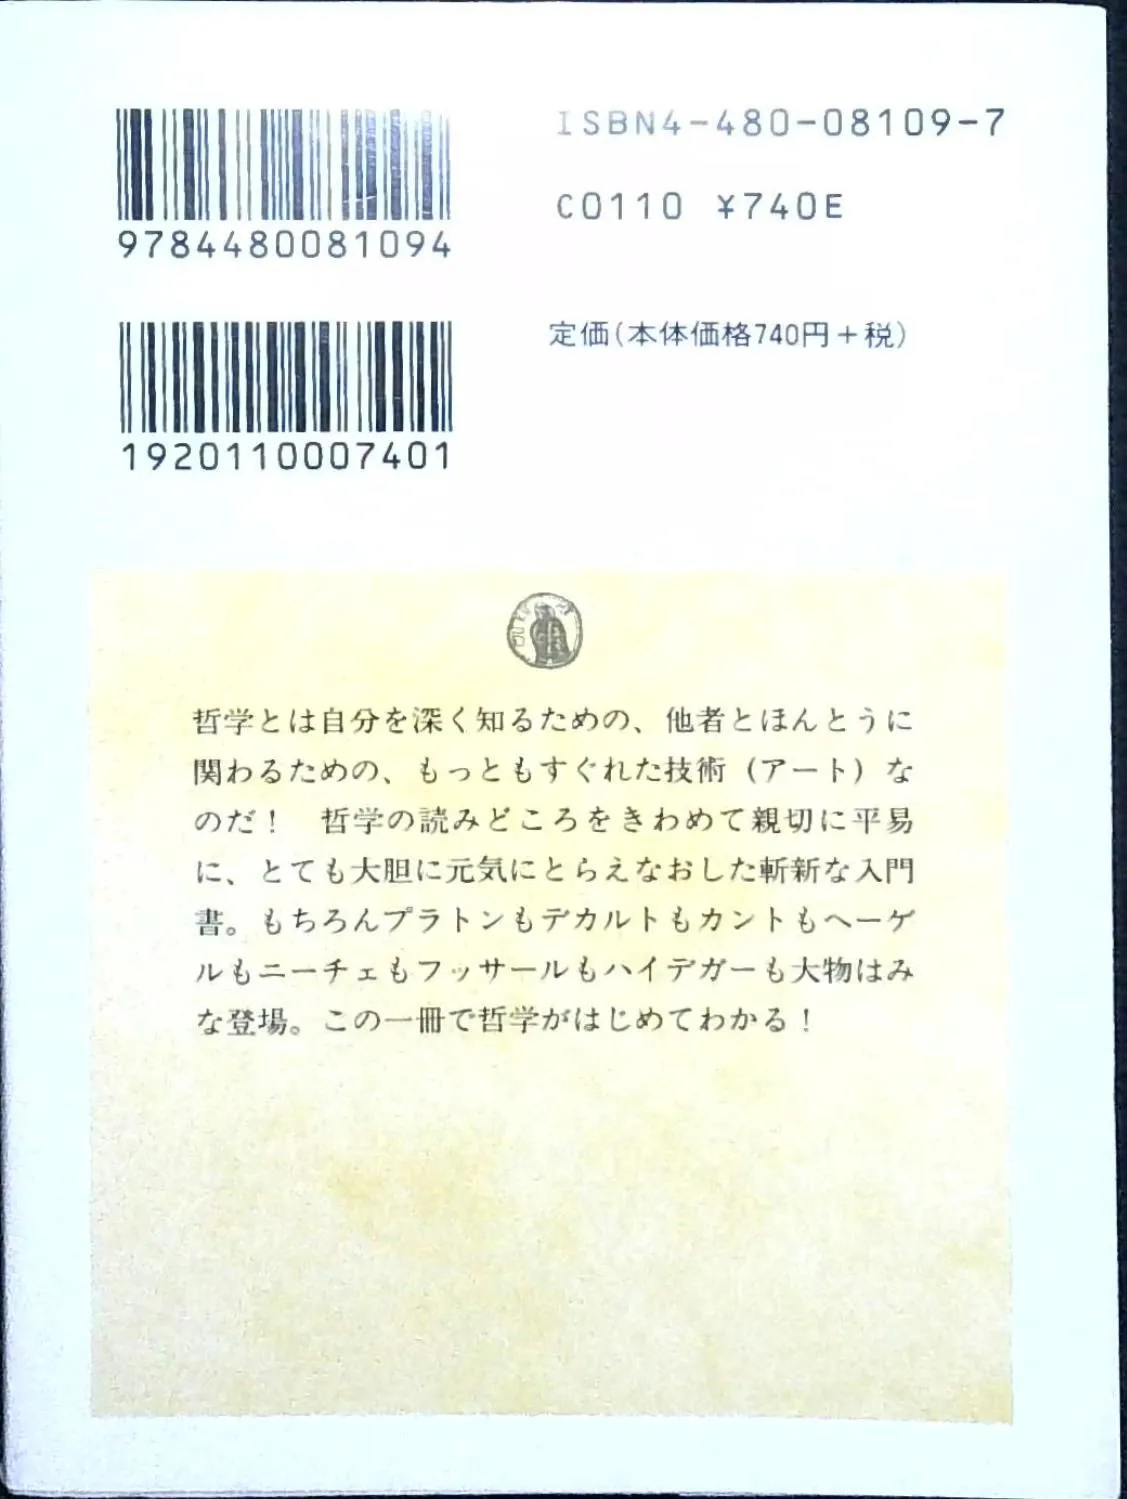 ISBN4-480-08109-7
9784480081094
C0110 ¥740E
1920110007401
定価(本体価格740円+税)
哲学とは自分を深く知るための、他者とほんとうに
関わるための、もっともすぐれた技術（アート）な
のだ！　哲学の読みどころをきわめて親切に平易
に、とても大胆に元気にとらえなおした斬新な入門
書。もちろんプラトンもデカルトもカントもヘーゲ
ルもニーチェもフッサールもハイデガーも大物はみ
な登場。この一冊で哲学がはじめてわかる！